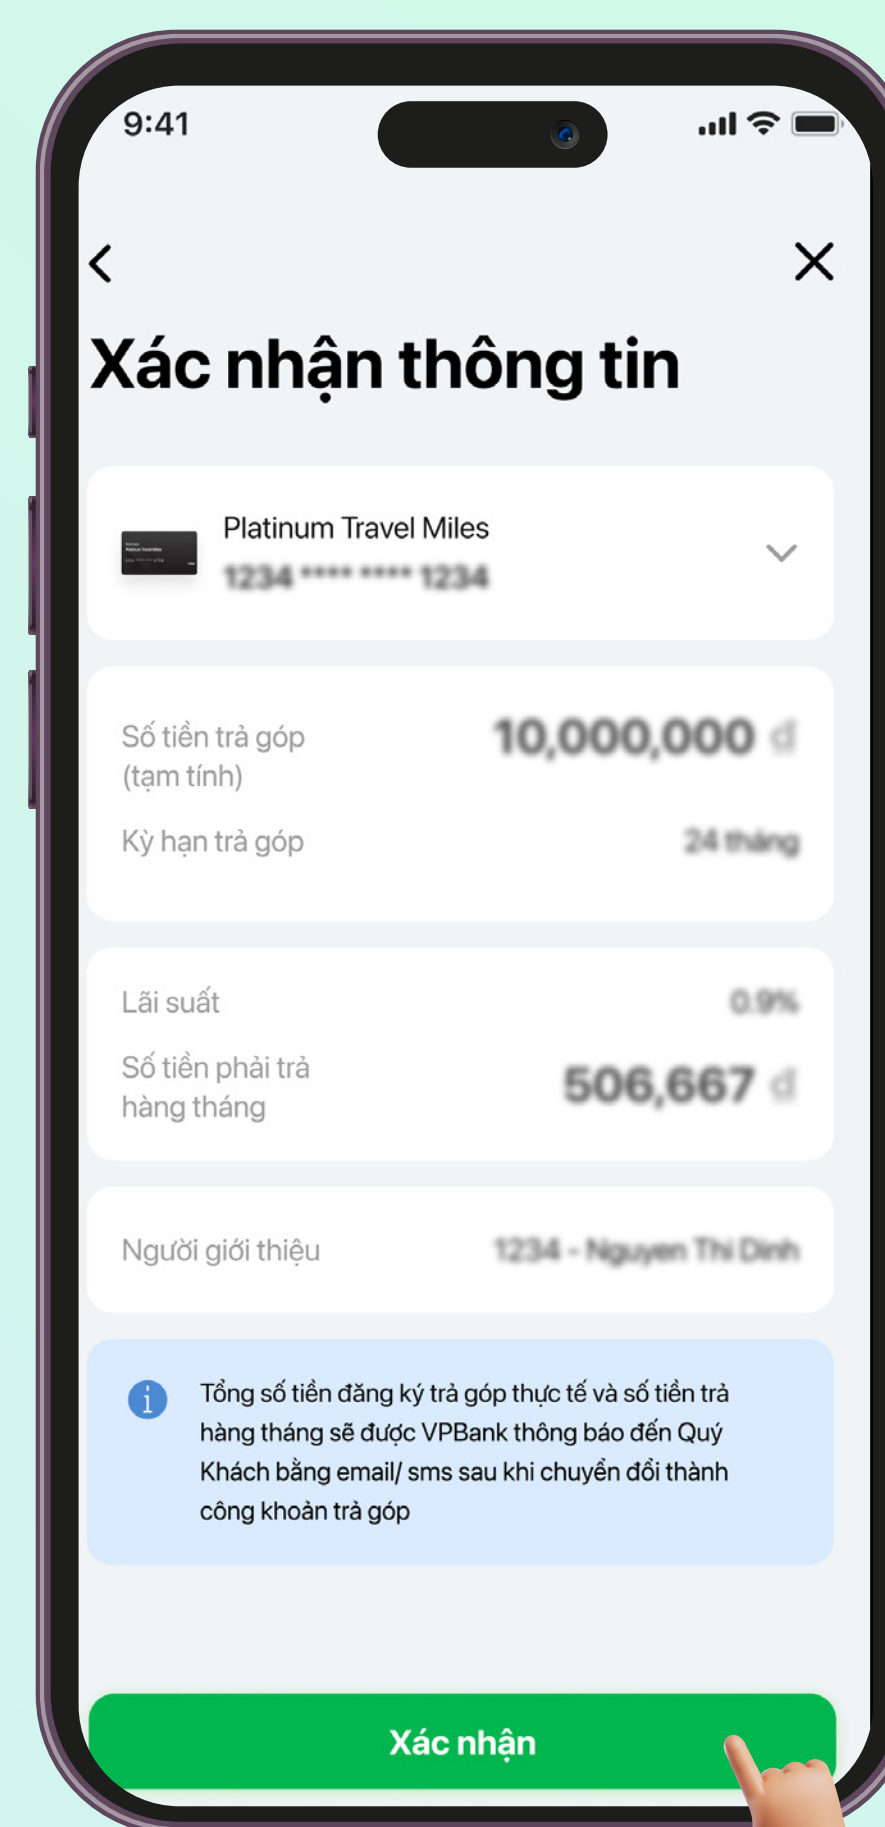 9:41
Xác nhận thông tin
Platinum Travel Miles
1234 **** **** 1234
Số tiền trả góp
(tạm tính)
10,000,000 đ
Kỳ hạn trả góp
24 tháng
Lãi suất
0.9%
Số tiền phải trả
hàng tháng
506,667 đ
Người giới thiệu
1234 - Nguyen Thi Dinh
Tổng số tiền đăng ký trả góp thực tế và số tiền trả
hàng tháng sẽ được VPBank thông báo đến Quý
Khách bằng email/ sms sau khi chuyển đổi thành
công khoản trả góp
Xác nhận